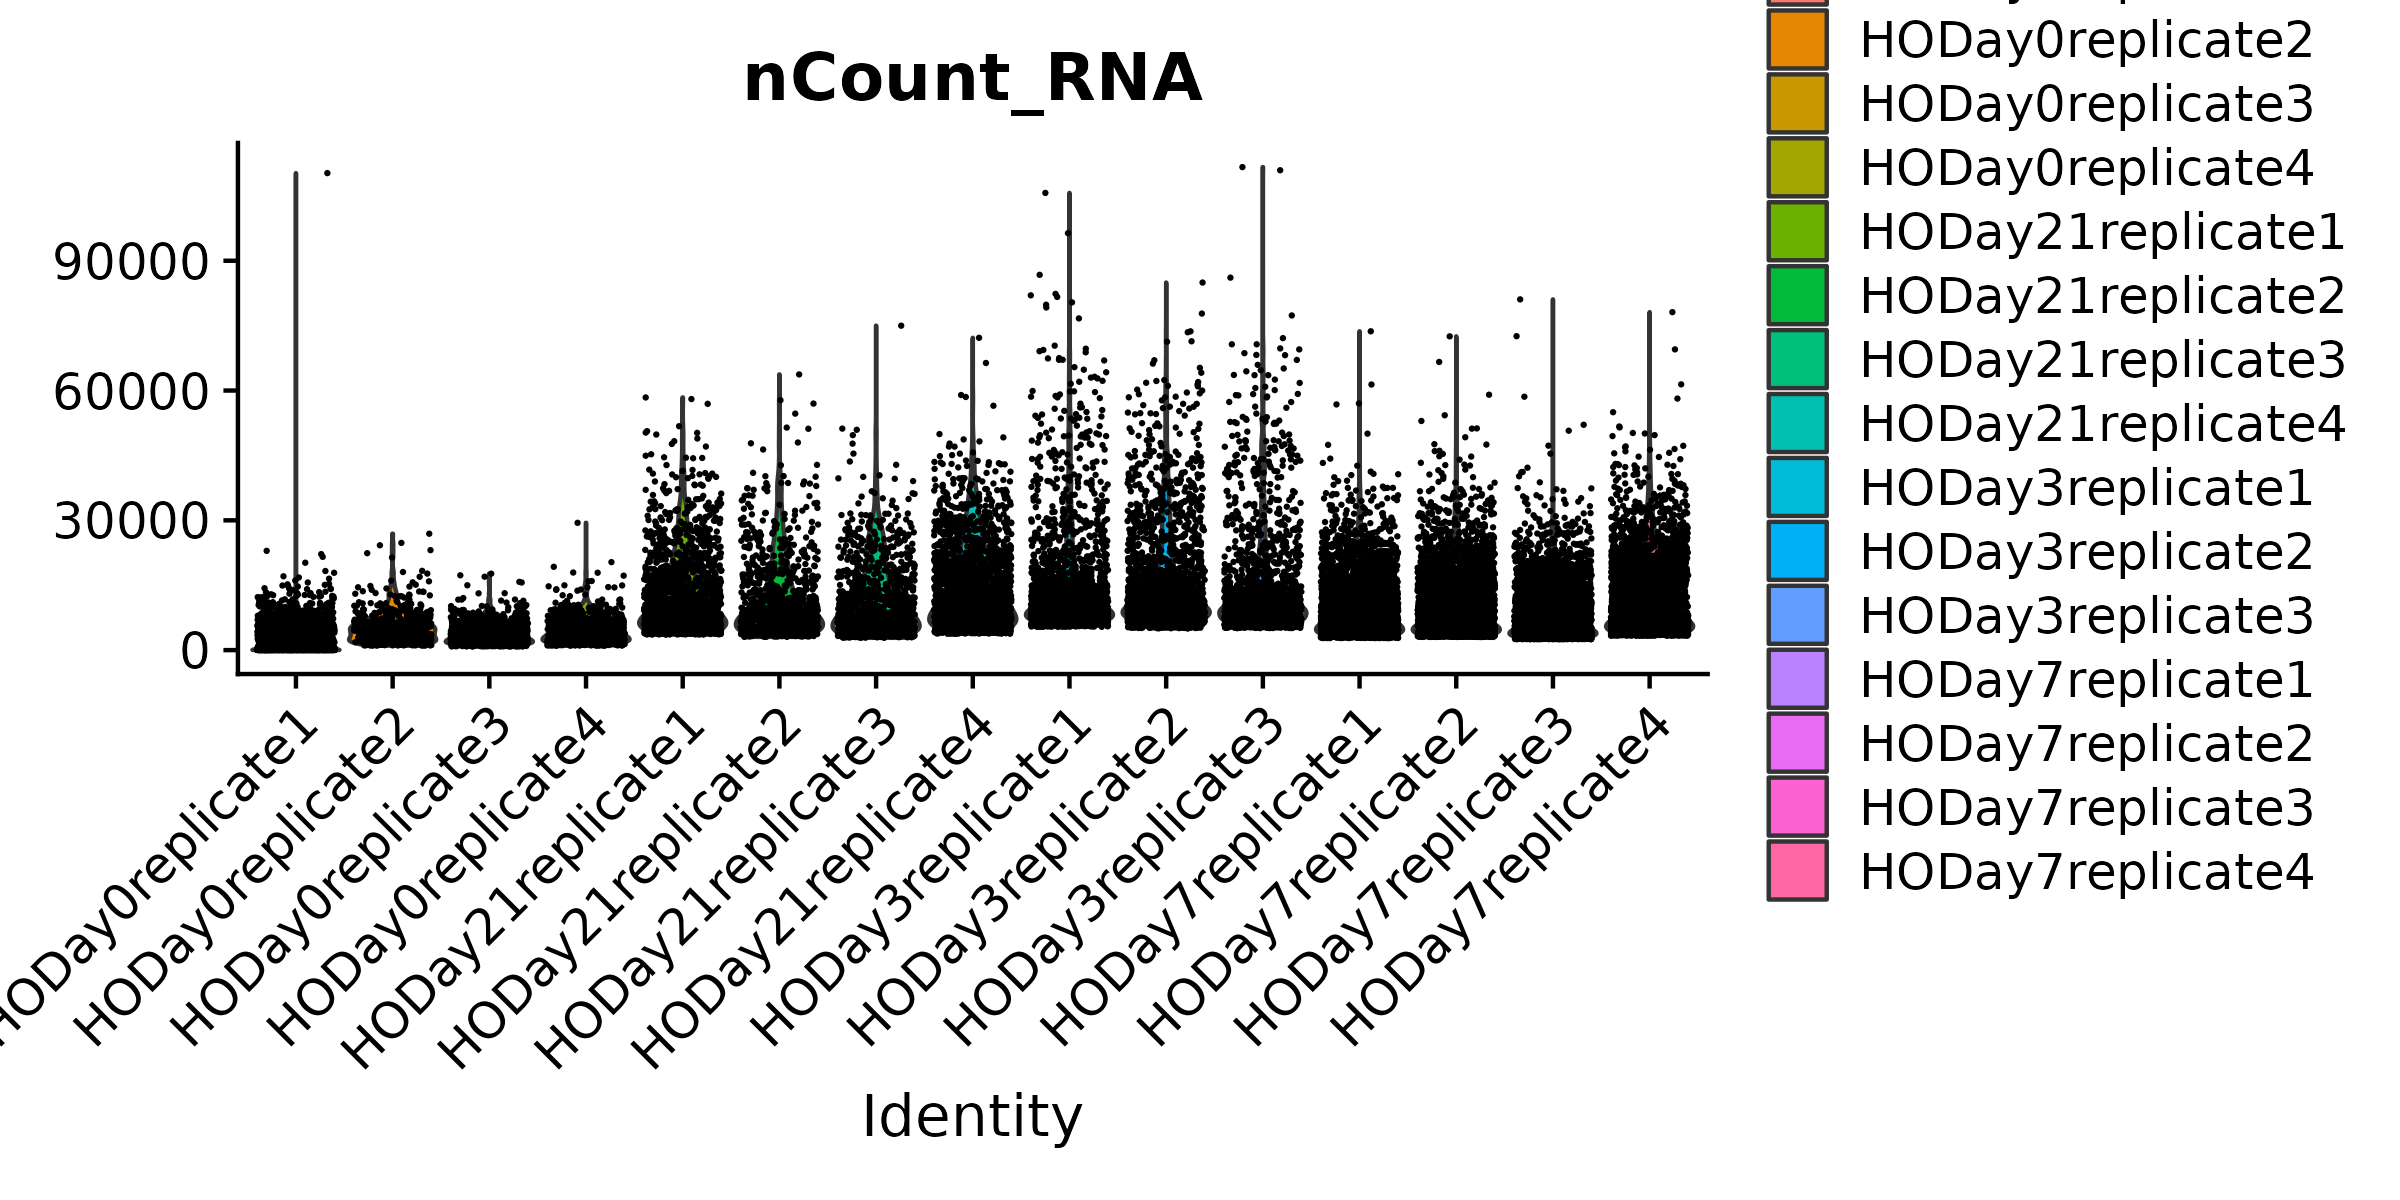 nCount_RNA
90000
60000
30000
0
HODay0replicate1
HODay0replicate2
HODay0replicate3
HODay0replicate4
HODay21replicate1
HODay21replicate2
HODay21replicate3
HODay21replicate4
HODay3replicate1
HODay3replicate2
HODay3replicate3
HODay7replicate1
HODay7replicate2
HODay7replicate3
HODay7replicate4
Identity
HODay0replicate2
HODay0replicate3
HODay0replicate4
HODay21replicate1
HODay21replicate2
HODay21replicate3
HODay21replicate4
HODay3replicate1
HODay3replicate2
HODay3replicate3
HODay7replicate1
HODay7replicate2
HODay7replicate3
HODay7replicate4